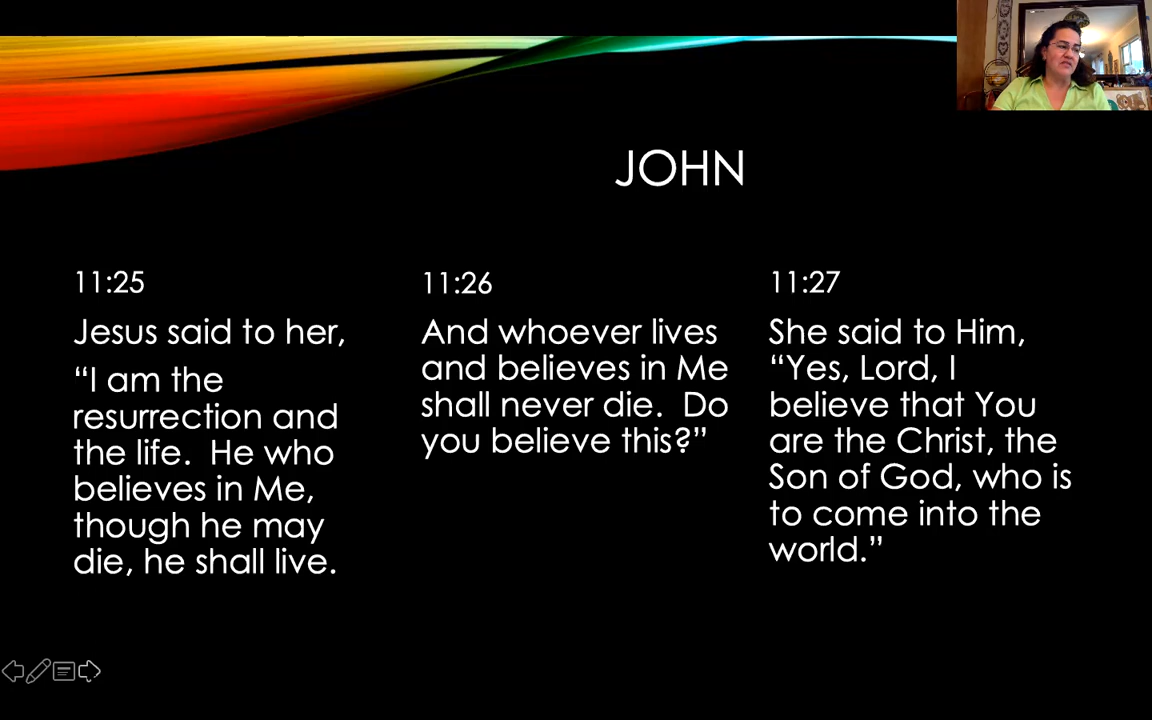 JOHN
11:25
Jesus said to her,
“I am the
resurrection and
the life.  He who
believes in Me,
though he may
die, he shall live.
11:26
And whoever lives
and believes in Me
shall never die.  Do
you believe this?”
11:27
She said to Him,
“Yes, Lord, I
believe that You
are the Christ, the
Son of God, who is
to come into the
world.”